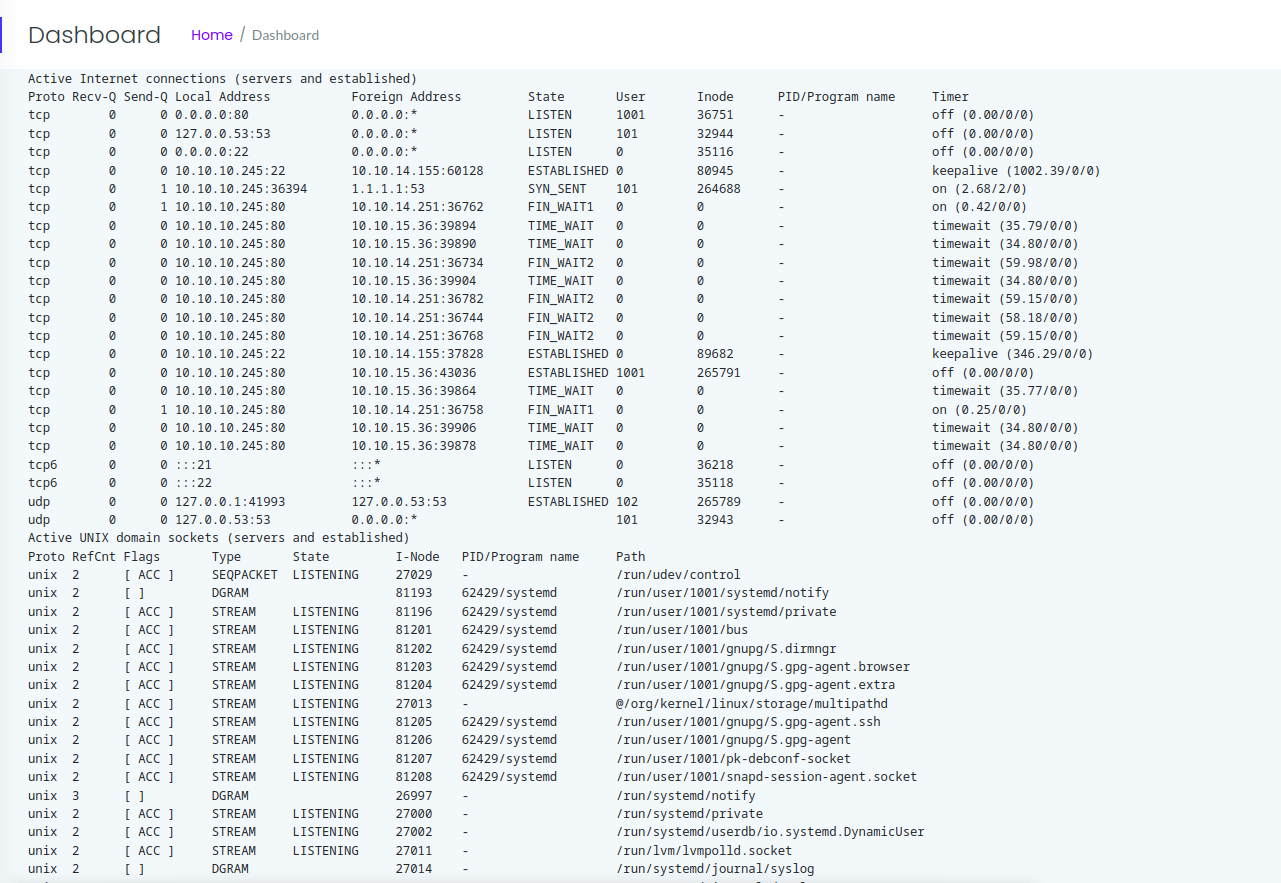 Dashboard Home / Dashboard
Active Internet connections (servers and established)
Proto Recv-Q Send-Q Local Address Foreign Address State User Inode PID/Program name Timer
tcp 0 0 0.0.0.0:80 0.0.0.0:* LISTEN 1001 36751 - off (0.00/0/0)
tcp 0 0 127.0.0.53:53 0.0.0.0:* LISTEN 101 32944 - off (0.00/0/0)
tcp 0 0 0.0.0.0:22 0.0.0.0:* LISTEN 0 35116 - off (0.00/0/0)
tcp 0 0 10.10.10.245:22 10.10.14.155:60128 ESTABLISHED 0 80945 - keepalive (1002.39/0/0)
tcp 0 1 10.10.10.245:36394 1.1.1.1:53 SYN_SENT 101 264688 - on (2.68/2/0)
tcp 0 1 10.10.10.245:80 10.10.14.251:36762 FIN_WAIT1 0 0 - on (0.42/0/0)
tcp 0 0 10.10.10.245:80 10.10.15.36:39894 TIME_WAIT 0 0 - timewait (35.79/0/0)
tcp 0 0 10.10.10.245:80 10.10.15.36:39890 TIME_WAIT 0 0 - timewait (34.80/0/0)
tcp 0 0 10.10.10.245:80 10.10.14.251:36734 FIN_WAIT2 0 0 - timewait (59.98/0/0)
tcp 0 0 10.10.10.245:80 10.10.15.36:39904 TIME_WAIT 0 0 - timewait (34.80/0/0)
tcp 0 0 10.10.10.245:80 10.10.14.251:36782 FIN_WAIT2 0 0 - timewait (59.15/0/0)
tcp 0 0 10.10.10.245:80 10.10.14.251:36744 FIN_WAIT2 0 0 - timewait (58.18/0/0)
tcp 0 0 10.10.10.245:80 10.10.14.251:36768 FIN_WAIT2 0 0 - timewait (59.15/0/0)
tcp 0 0 10.10.10.245:22 10.10.14.155:37828 ESTABLISHED 0 89682 - keepalive (346.29/0/0)
tcp 0 0 10.10.10.245:80 10.10.15.36:43036 ESTABLISHED 1001 265791 - off (0.00/0/0)
tcp 0 0 10.10.10.245:80 10.10.15.36:39864 TIME_WAIT 0 0 - timewait (35.77/0/0)
tcp 0 1 10.10.10.245:80 10.10.14.251:36758 FIN_WAIT1 0 0 - on (0.25/0/0)
tcp 0 0 10.10.10.245:80 10.10.15.36:39906 TIME_WAIT 0 0 - timewait (34.80/0/0)
tcp 0 0 10.10.10.245:80 10.10.15.36:39878 TIME_WAIT 0 0 - timewait (34.80/0/0)
tcp6 0 0 :::21 :::* LISTEN 0 36218 - off (0.00/0/0)
tcp6 0 0 :::22 :::* LISTEN 0 35118 - off (0.00/0/0)
udp 0 0 127.0.0.1:41993 127.0.0.53:53 ESTABLISHED 102 265789 - off (0.00/0/0)
udp 0 0 127.0.0.53:53 0.0.0.0:* 101 32943 - off (0.00/0/0)
Active UNIX domain sockets (servers and established)
Proto RefCnt Flags Type State I-Node PID/Program name Path
unix 2 [ ACC ] SEQPACKET LISTENING 27029 - /run/udev/control
unix 2 [ ] DGRAM 81193 62429/systemd /run/user/1001/systemd/notify
unix 2 [ ACC ] STREAM LISTENING 81196 62429/systemd /run/user/1001/systemd/private
unix 2 [ ACC ] STREAM LISTENING 81201 62429/systemd /run/user/1001/bus
unix 2 [ ACC ] STREAM LISTENING 81202 62429/systemd /run/user/1001/gnupg/S.dirmngr
unix 2 [ ACC ] STREAM LISTENING 81203 62429/systemd /run/user/1001/gnupg/S.gpg-agent.browser
unix 2 [ ACC ] STREAM LISTENING 81204 62429/systemd /run/user/1001/gnupg/S.gpg-agent.extra
unix 2 [ ACC ] STREAM LISTENING 27013 - @/org/kernel/linux/storage/multipathd
unix 2 [ ACC ] STREAM LISTENING 81205 62429/systemd /run/user/1001/gnupg/S.gpg-agent.ssh
unix 2 [ ACC ] STREAM LISTENING 81206 62429/systemd /run/user/1001/gnupg/S.gpg-agent
unix 2 [ ACC ] STREAM LISTENING 81207 62429/systemd /run/user/1001/pk-debconf-socket
unix 2 [ ACC ] STREAM LISTENING 81208 62429/systemd /run/user/1001/snapd-session-agent.socket
unix 3 [ ] DGRAM 26997 - /run/systemd/notify
unix 2 [ ACC ] STREAM LISTENING 27000 - /run/systemd/private
unix 2 [ ACC ] STREAM LISTENING 27002 - /run/systemd/userdb/io.systemd.DynamicUser
unix 2 [ ACC ] STREAM LISTENING 27011 - /run/lvm/lvmpolld.socket
unix 2 [ ] DGRAM 27014 - /run/systemd/journal/syslog